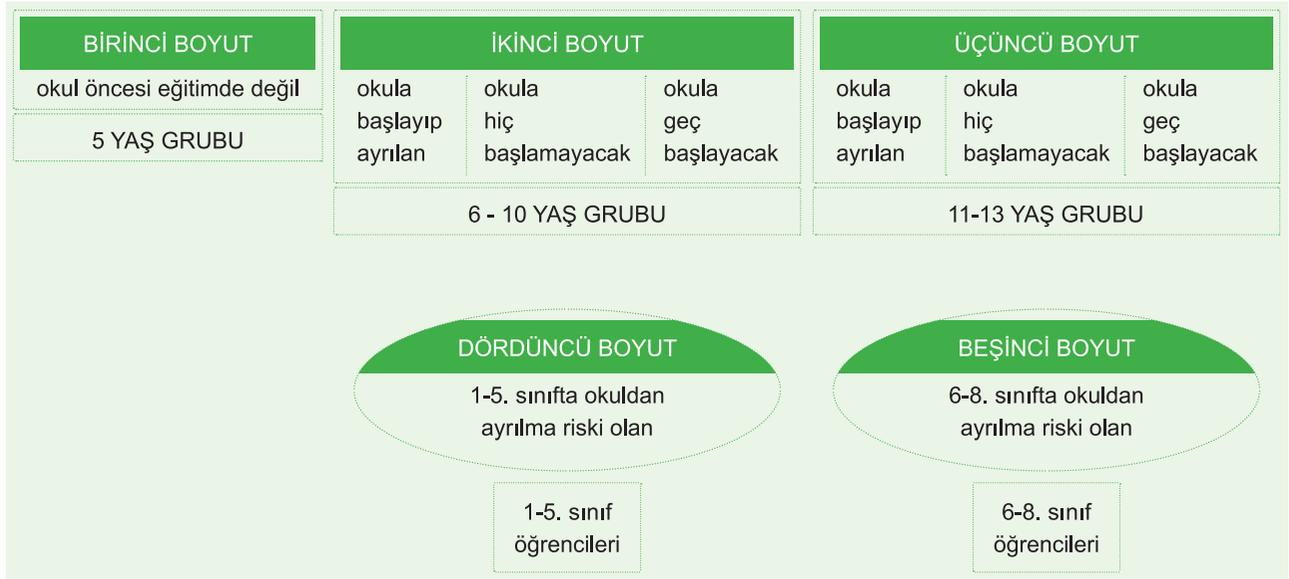 BİRİNCİ BOYUT
okul öncesi eğitimde değil
5 YAŞ GRUBU
İKİNCİ BOYUT
okula
başlayıp
ayrılan
okula
hiç
başlamayacak
okula
geç
başlayacak
6 - 10 YAŞ GRUBU
ÜÇÜNCÜ BOYUT
okula
başlayıp
ayrılan
okula
hiç
başlamayacak
okula
geç
başlayacak
11-13 YAŞ GRUBU
DÖRDÜNCÜ BOYUT
1-5. sınıfta okuldan
ayrılma riski olan
1-5. sınıf
öğrencileri
BEŞİNCİ BOYUT
6-8. sınıfta okuldan
ayrılma riski olan
6-8. sınıf
öğrencileri